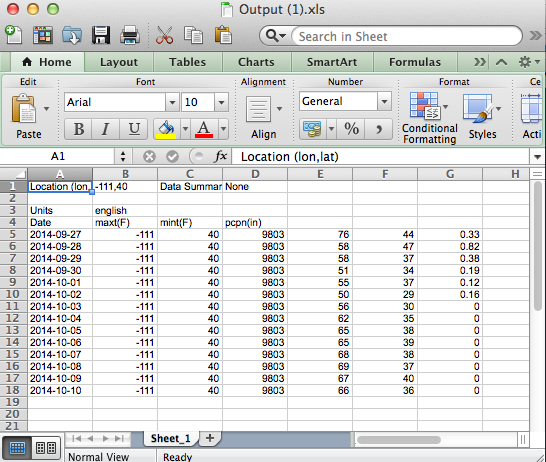 Output (1).xls
Search in Sheet
Home Layout Tables Charts SmartArt Formulas
Edit Font Alignment Number Format Ce
Arial 10 General
Paste B I U A Align % , Conditional Formatting Styles Acti
A1 fx Location (lon,lat)
A B C D E F G H
1 Location (lon, -111,40 Data Summar None
2
3 Units english
4 Date maxt(F) mint(F) pcpn(in)
5 2014-09-27 -111 40 9803 76 44 0.33
6 2014-09-28 -111 40 9803 58 47 0.82
7 2014-09-29 -111 40 9803 58 37 0.38
8 2014-09-30 -111 40 9803 51 34 0.19
9 2014-10-01 -111 40 9803 55 37 0.12
10 2014-10-02 -111 40 9803 50 29 0.16
11 2014-10-03 -111 40 9803 56 30 0
12 2014-10-04 -111 40 9803 62 35 0
13 2014-10-05 -111 40 9803 65 38 0
14 2014-10-06 -111 40 9803 65 39 0
15 2014-10-07 -111 40 9803 68 38 0
16 2014-10-08 -111 40 9803 69 37 0
17 2014-10-09 -111 40 9803 67 40 0
18 2014-10-10 -111 40 9803 66 36 0
19
20
21
Sheet_1
Normal View Ready